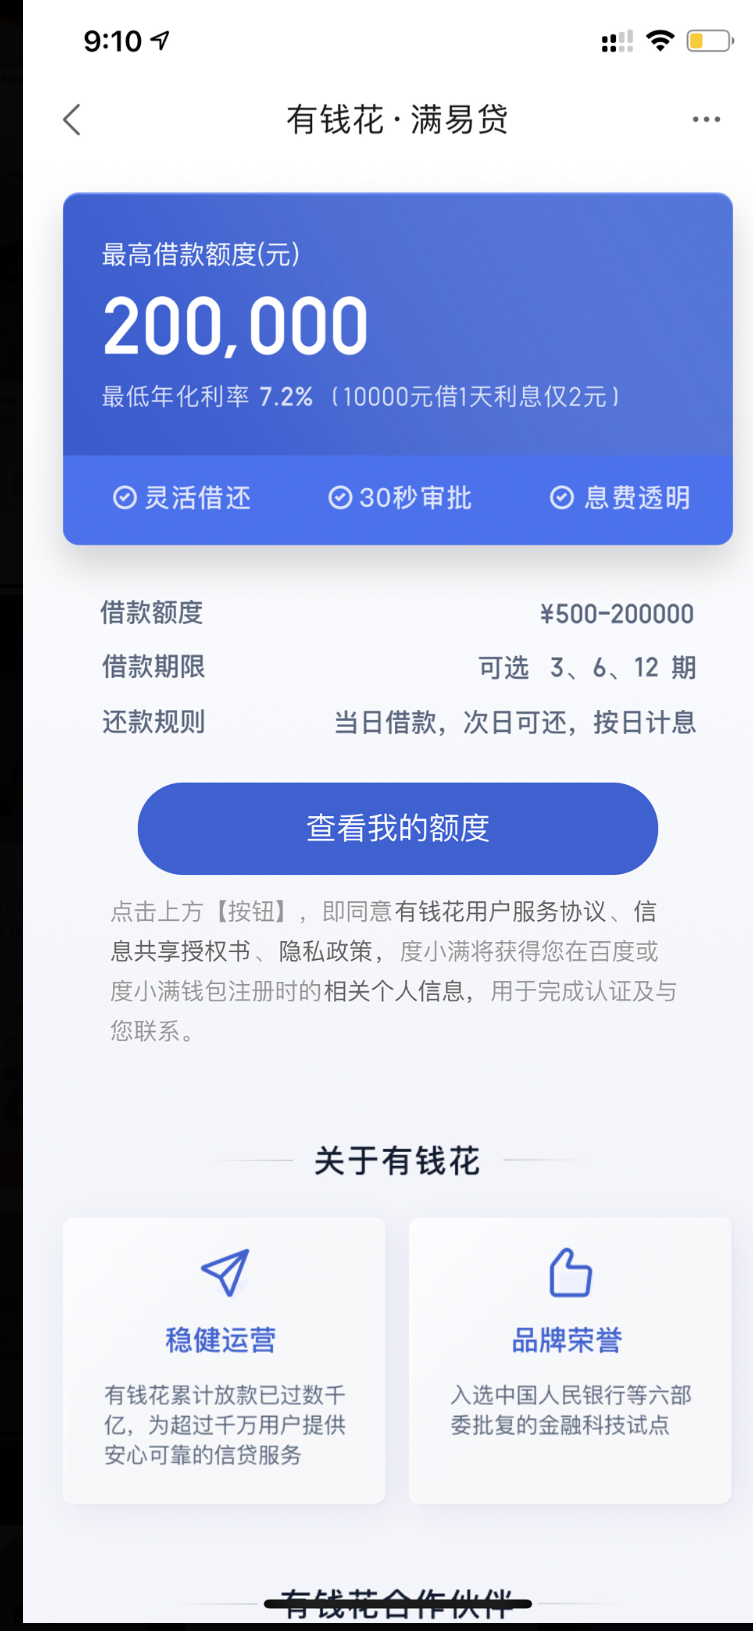 9:10
有钱花·满易贷
最高借款额度(元)
200,000
最低年化利率 7.2%（10000元借1天利息仅2元）
灵活借还 30秒审批 息费透明
借款额度 ¥500-200000
借款期限 可选 3、6、12 期
还款规则 当日借款，次日可还，按日计息
查看我的额度
点击上方【按钮】，即同意有钱花用户服务协议、信
息共享授权书、隐私政策，度小满将获得您在百度或
度小满钱包注册时的相关个人信息，用于完成认证及与
您联系。
关于有钱花
稳健运营
有钱花累计放款已过数千
亿，为超过千万用户提供
安心可靠的信贷服务
品牌荣誉
入选中国人民银行等六部
委批复的金融科技试点
有钱花合作伙伴